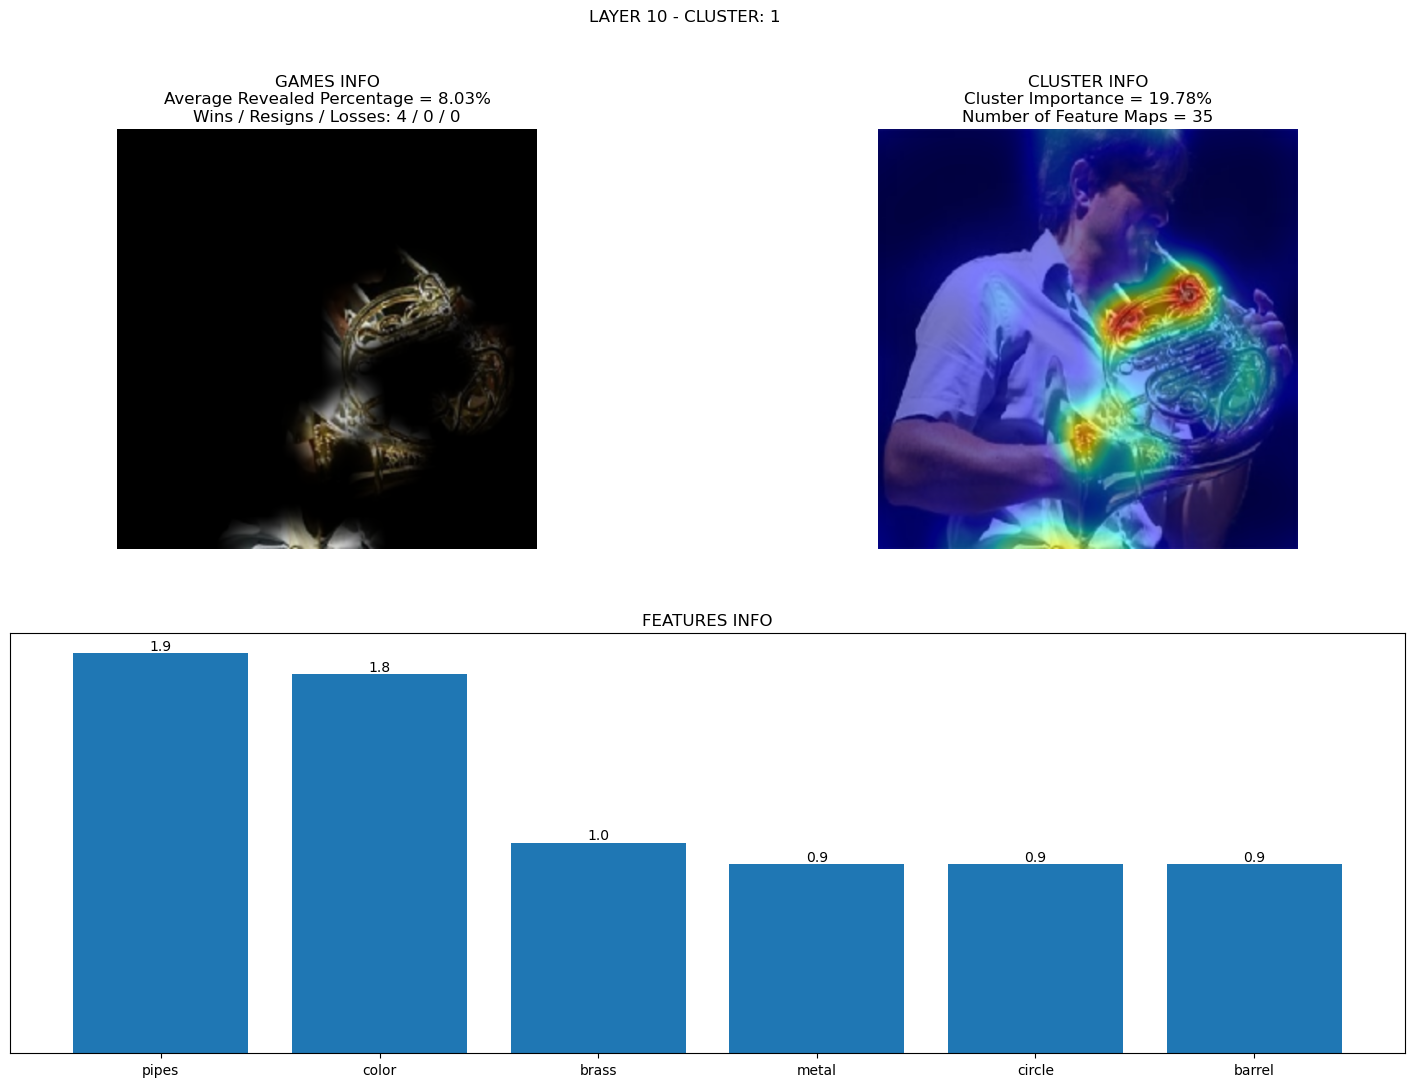 LAYER 10 - CLUSTER: 1
GAMES INFO
Average Revealed Percentage = 8.03%
Wins / Resigns / Losses: 4 / 0 / 0
CLUSTER INFO
Cluster Importance = 19.78%
Number of Feature Maps = 35
FEATURES INFO
1.9
1.8
1.0
0.9
0.9
0.9
pipes
color
brass
metal
circle
barrel